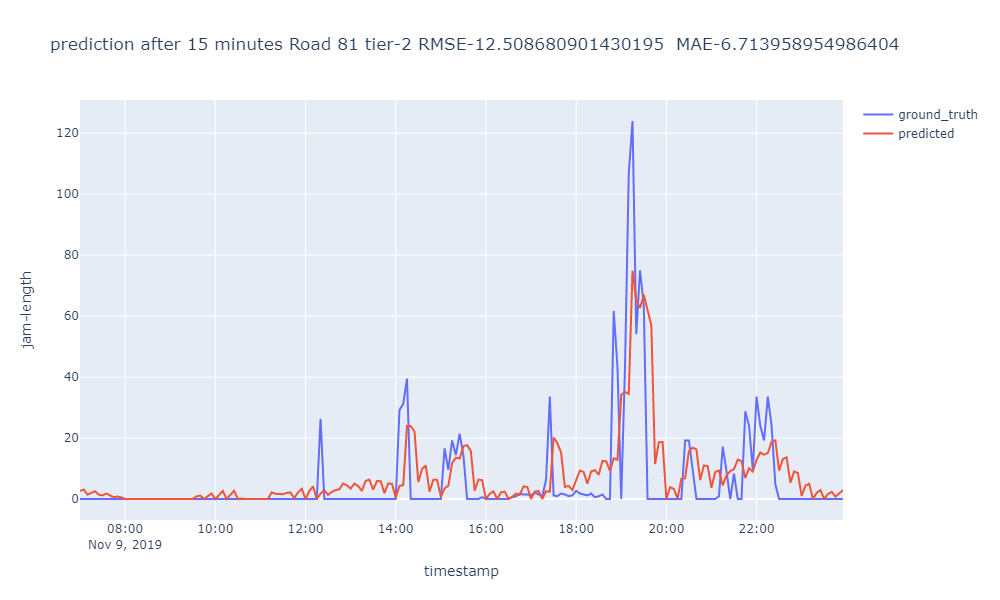 prediction after 15 minutes Road 81 tier-2 RMSE-12.508680901430195  MAE-6.713958954986404
ground_truth
predicted
120
100
80
60
40
20
0
jam-length
08:00 10:00 12:00 14:00 16:00 18:00 20:00 22:00
Nov 9, 2019
timestamp